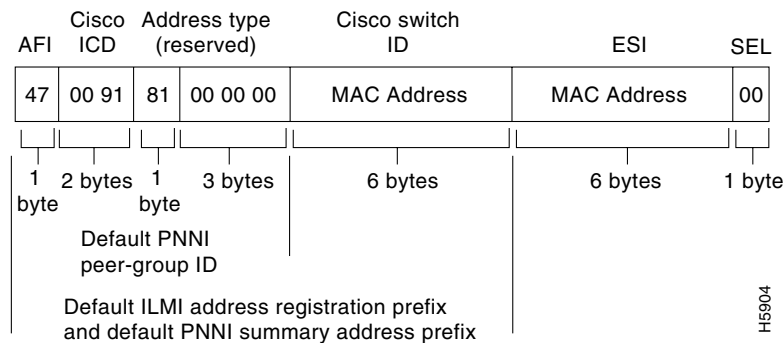 Cisco Address type Cisco switch
AFI ICD (reserved) ID ESI SEL
47 00 91 81 00 00 00 MAC Address MAC Address 00
1 2 bytes 1 3 bytes 6 bytes 6 bytes 1 byte
byte byte
Default PNNI
peer-group ID
Default ILMI address registration prefix
and default PNNI summary address prefix
H5904